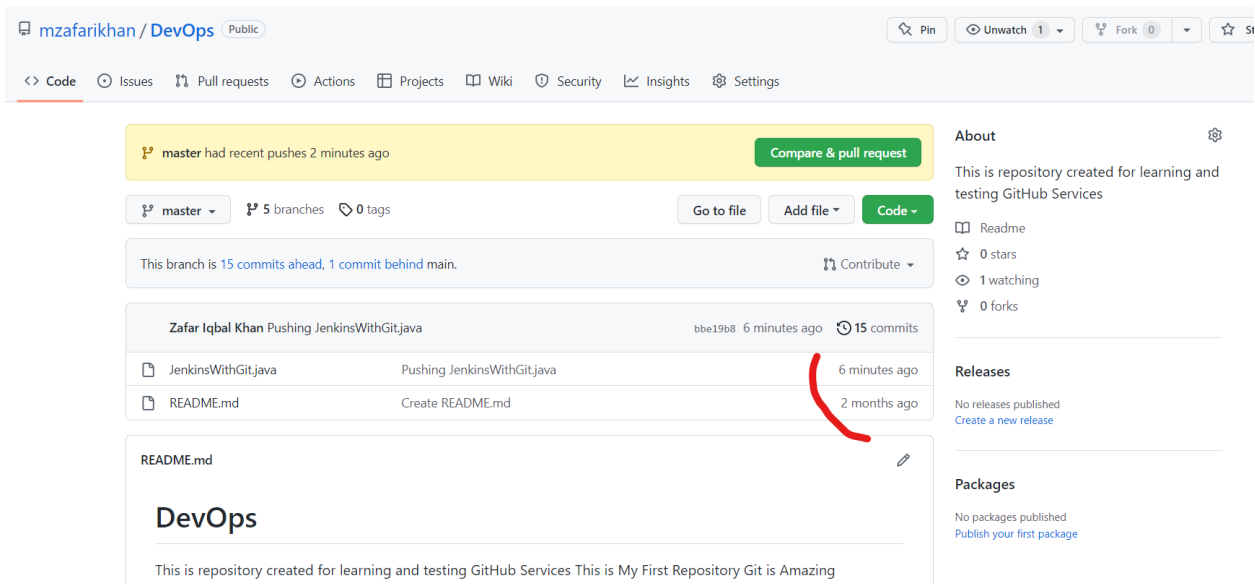 mzafarikhan / DevOps Public
Pin Unwatch 1 Fork 0
Code Issues Pull requests Actions Projects Wiki Security Insights Settings
master had recent pushes 2 minutes ago Compare & pull request
master 5 branches 0 tags Go to file Add file Code
This branch is 15 commits ahead, 1 commit behind main. Contribute
Zafar Iqbal Khan Pushing JenkinsWithGit.java bbe19b8 6 minutes ago 15 commits
JenkinsWithGit.java Pushing JenkinsWithGit.java 6 minutes ago
README.md Create README.md 2 months ago
README.md
DevOps
This is repository created for learning and testing GitHub Services This is My First Repository Git is Amazing
About
This is repository created for learning and
testing GitHub Services
Readme
0 stars
1 watching
0 forks
Releases
No releases published
Create a new release
Packages
No packages published
Publish your first package